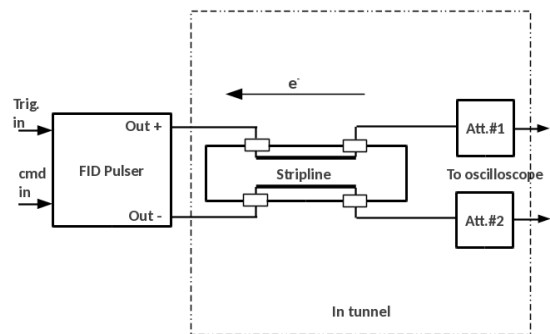 e-
Trig.
in
Out +
Att.#1
FID Pulser
Stripline
To oscilloscope
cmd
in
Out -
Att.#2
In tunnel